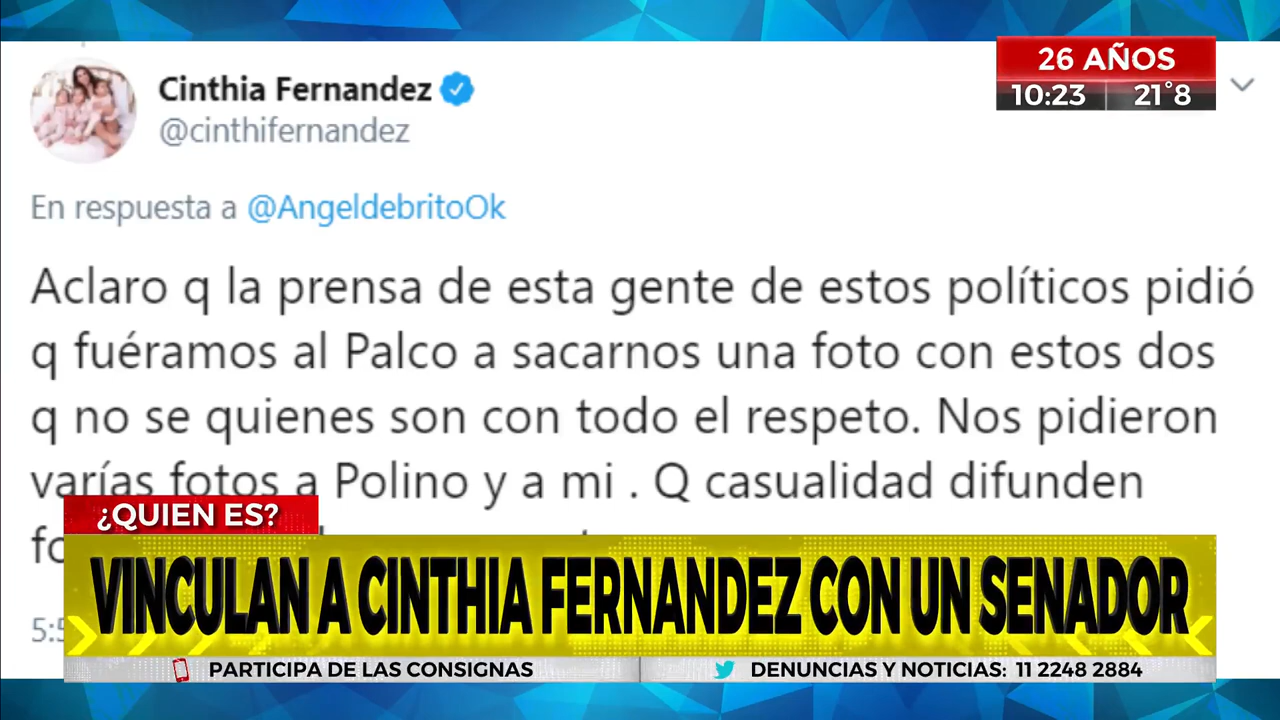 Cinthia Fernandez
@cinthifernandez
26 AÑOS
10:23 21°8
En respuesta a @AngeldebritoOk
Aclaro q la prensa de esta gente de estos políticos pidió
q fuéramos al Palco a sacarnos una foto con estos dos
q no se quienes son con todo el respeto. Nos pidieron
varías fotos a Polino y a mi . Q casualidad difunden
¿QUIEN ES?
VINCULAN A CINTHIA FERNANDEZ CON UN SENADOR
PARTICIPA DE LAS CONSIGNAS
DENUNCIAS Y NOTICIAS: 11 2248 2884